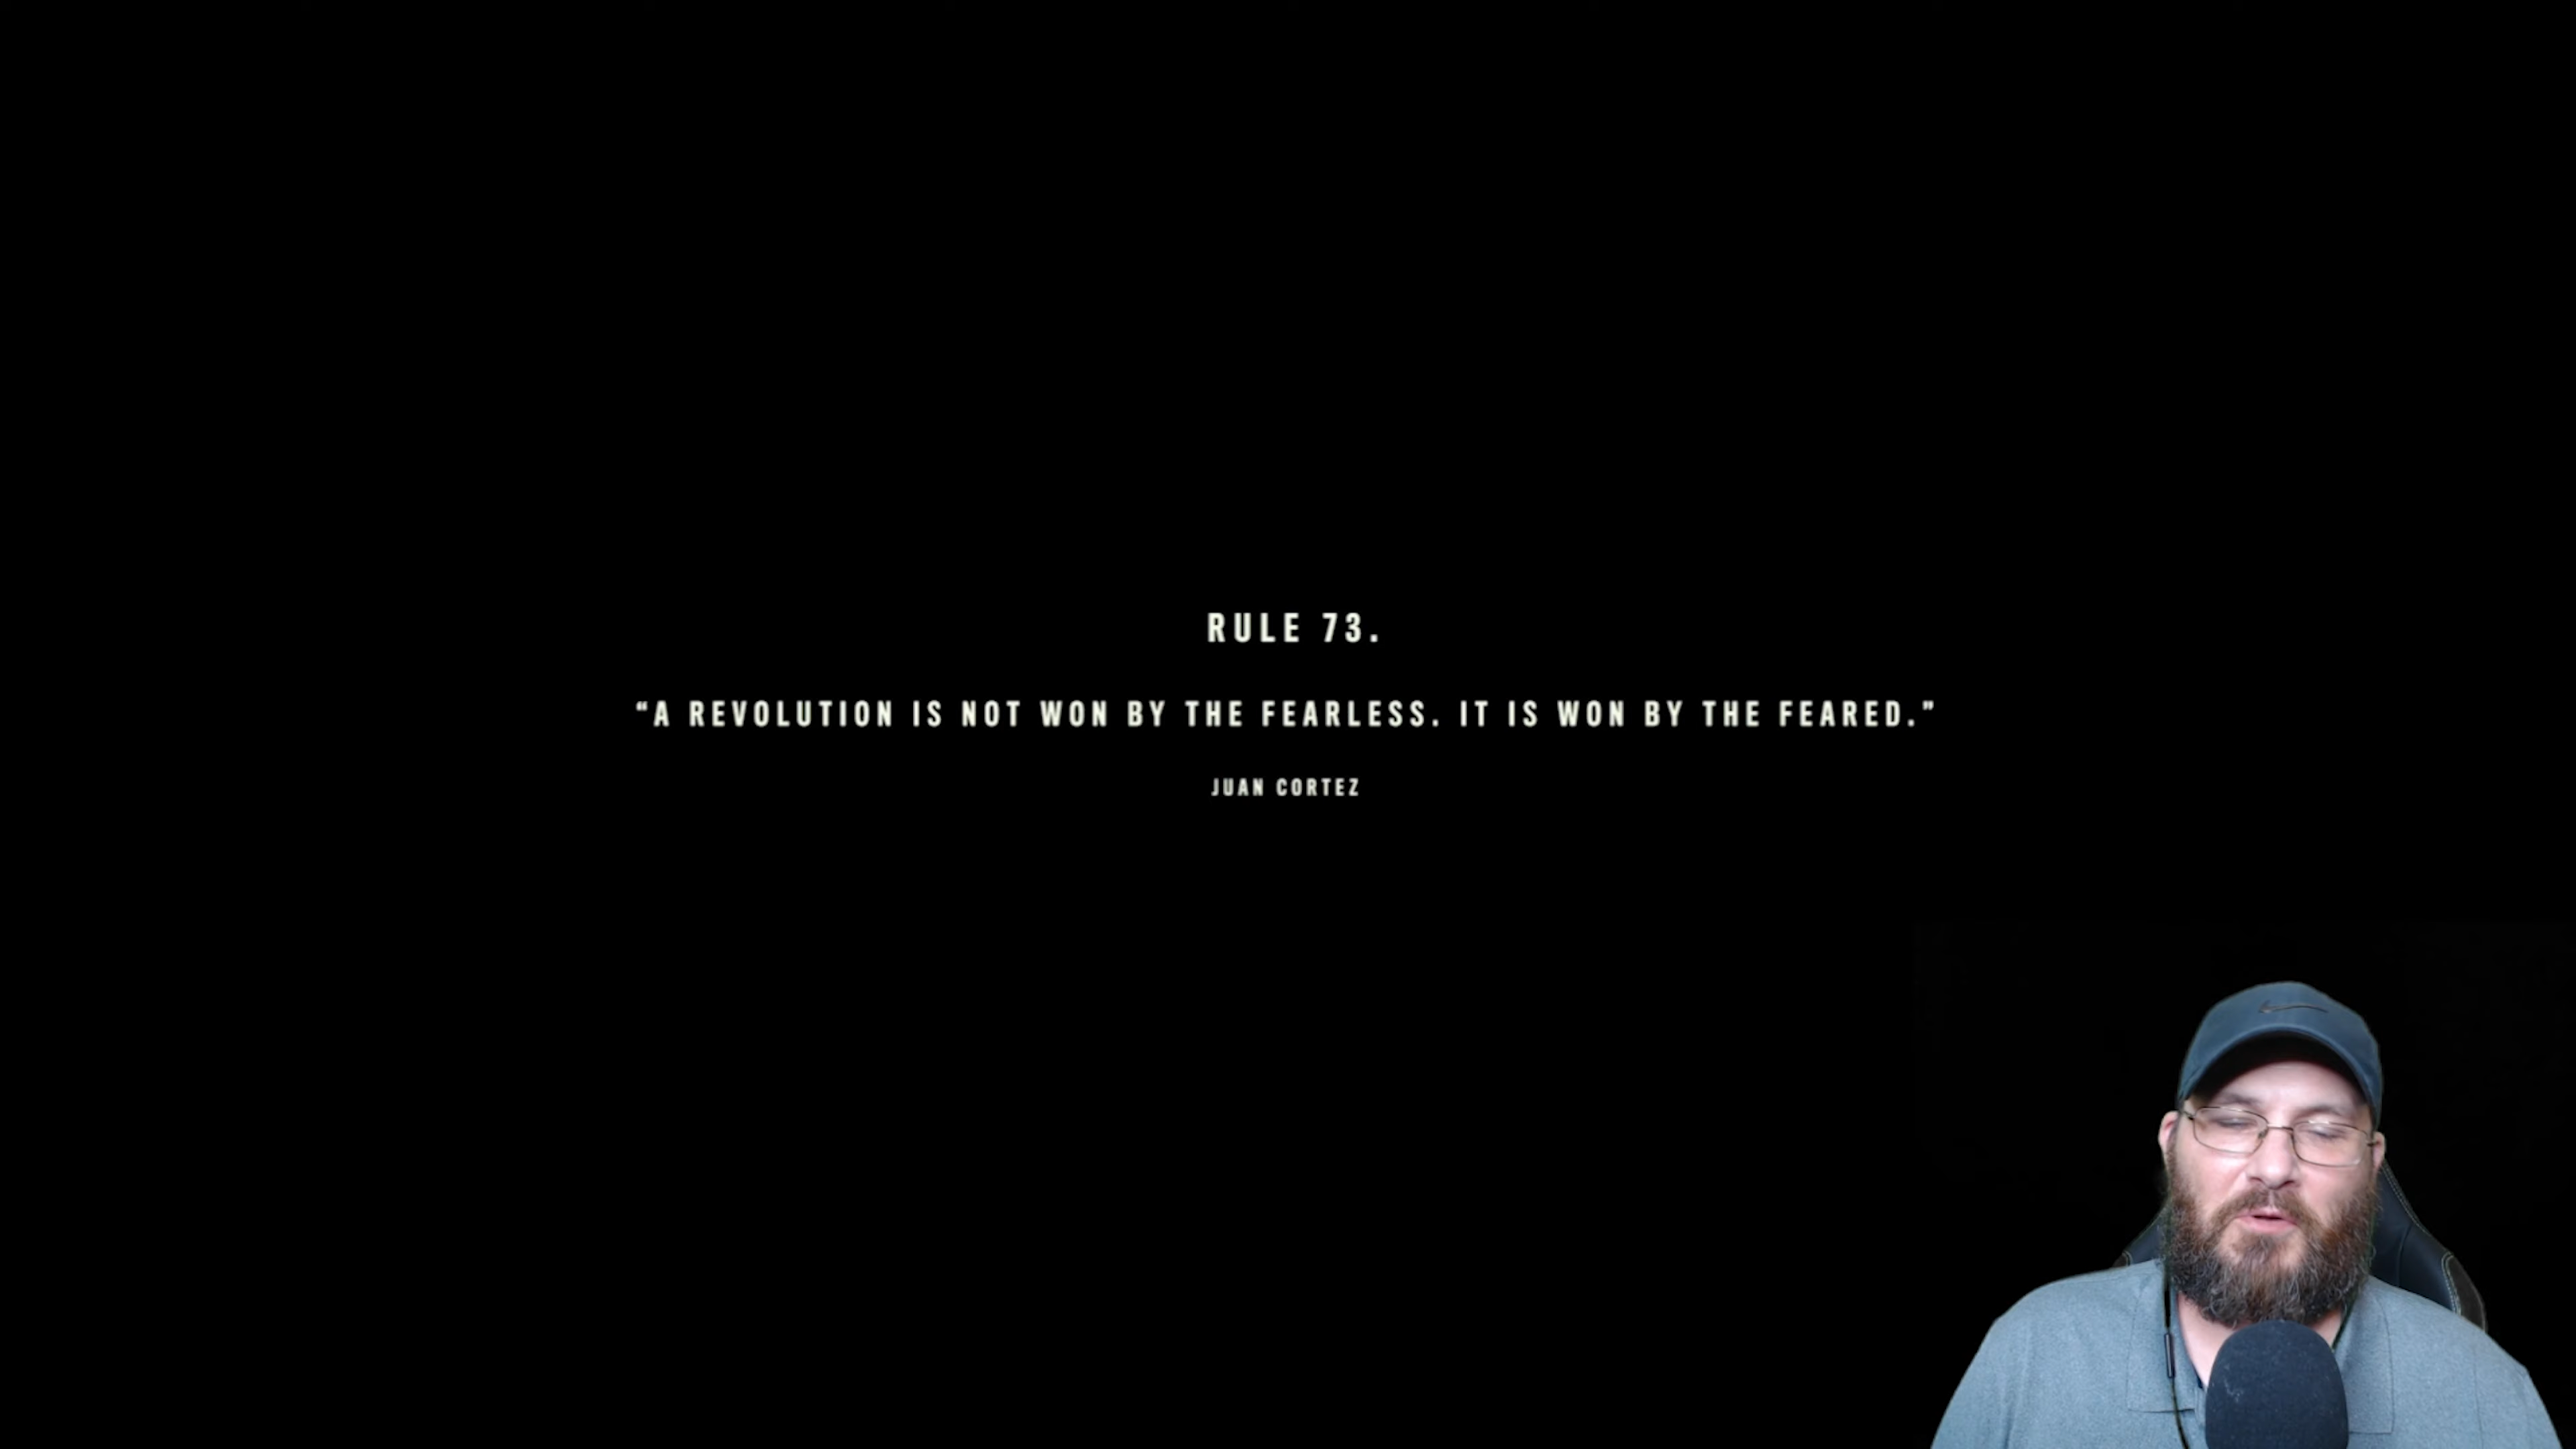 RULE 73.
“A REVOLUTION IS NOT WON BY THE FEARLESS. IT IS WON BY THE FEARED.”
JUAN CORTEZ